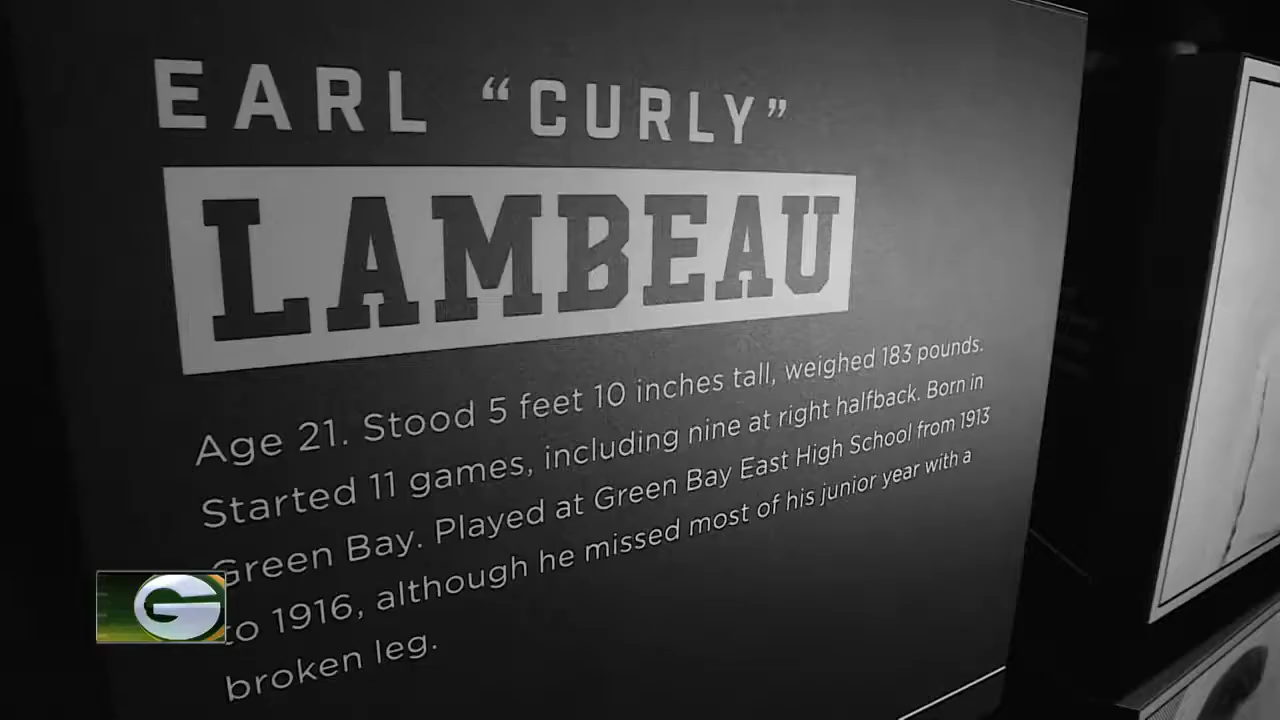 EARL “CURLY”
LAMBEAU
Age 21. Stood 5 feet 10 inches tall, weighed 183 pounds.
Started 11 games, including nine at right halfback. Born in
Green Bay. Played at Green Bay East High School from 1913
to 1916, although he missed most of his junior year with a
broken leg.
G